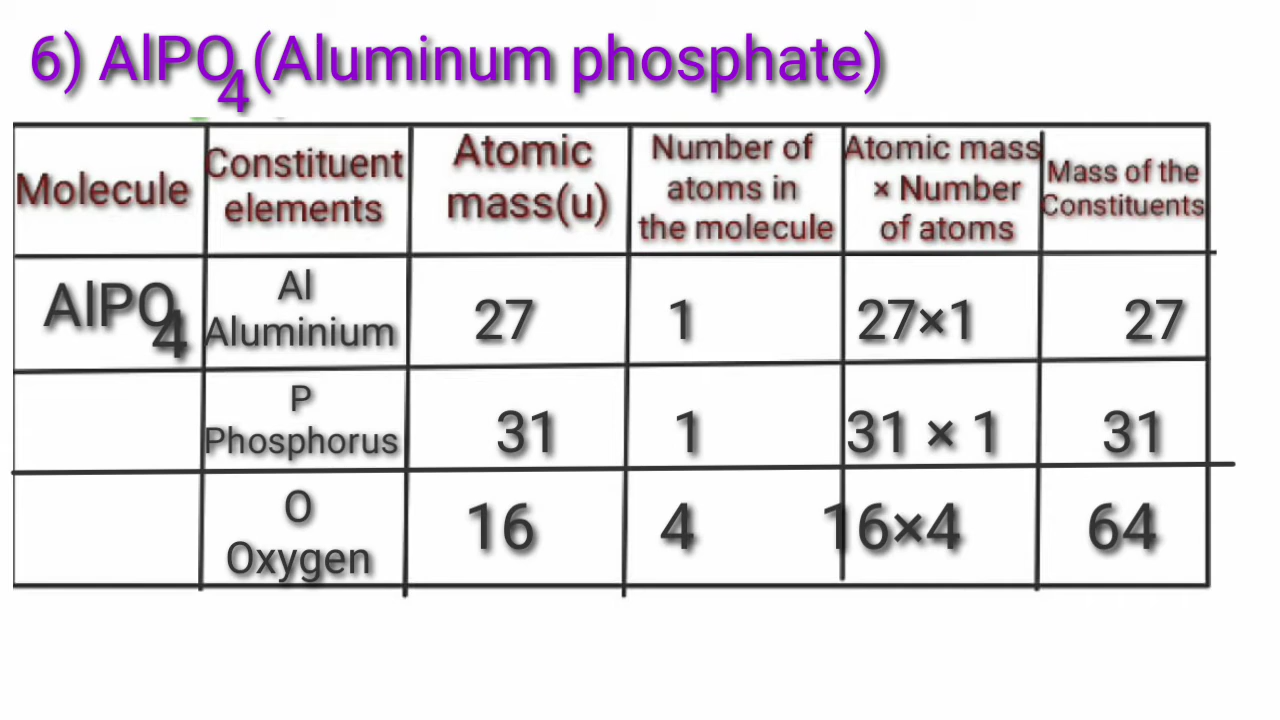 6) AlPO4 (Aluminum phosphate)
Molecule
Constituent
elements
Atomic
mass(u)
Number of
atoms in
the molecule
Atomic mass
× Number
of atoms
Mass of the
Constituents
AlPO4
Al
Aluminium
27
1
27×1
27
P
Phosphorus
31
1
31 × 1
31
O
Oxygen
16
4
16×4
64